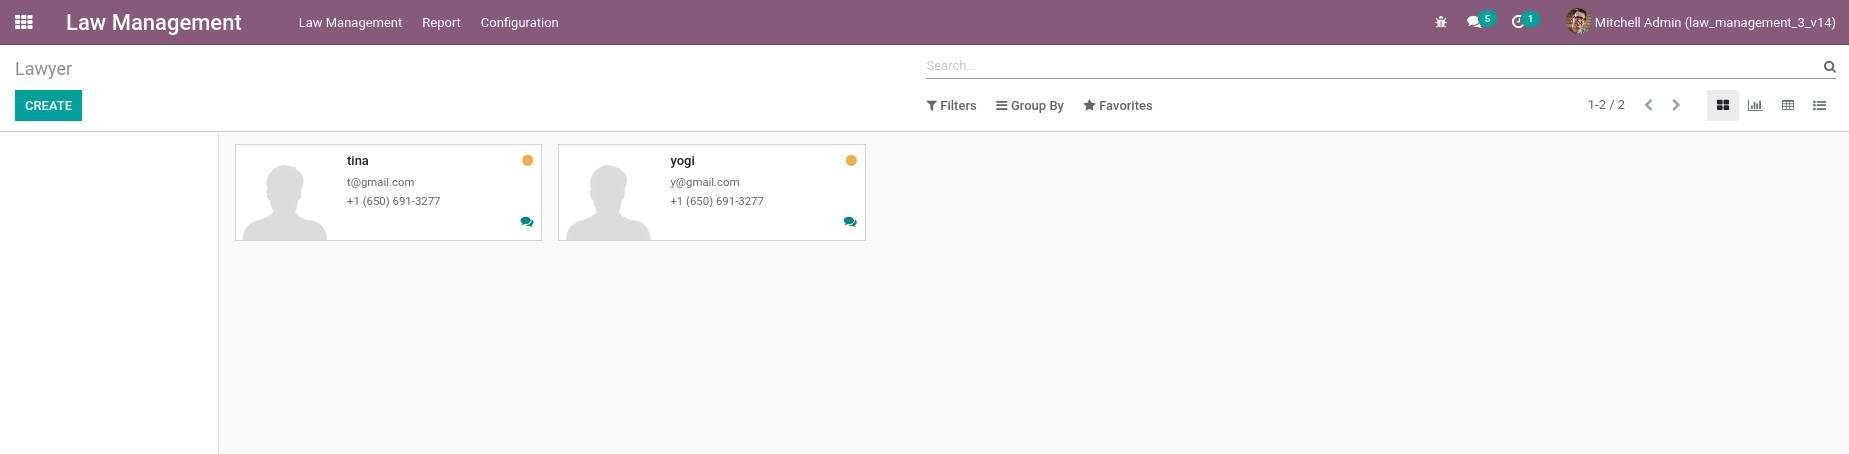 Law Management
Law Management Report Configuration
5
1
Mitchell Admin (law_management_3_v14)
Lawyer
Search...
CREATE
Filters
Group By
Favorites
1-2 / 2
tina
t@gmail.com
+1 (650) 691-3277
yogi
y@gmail.com
+1 (650) 691-3277